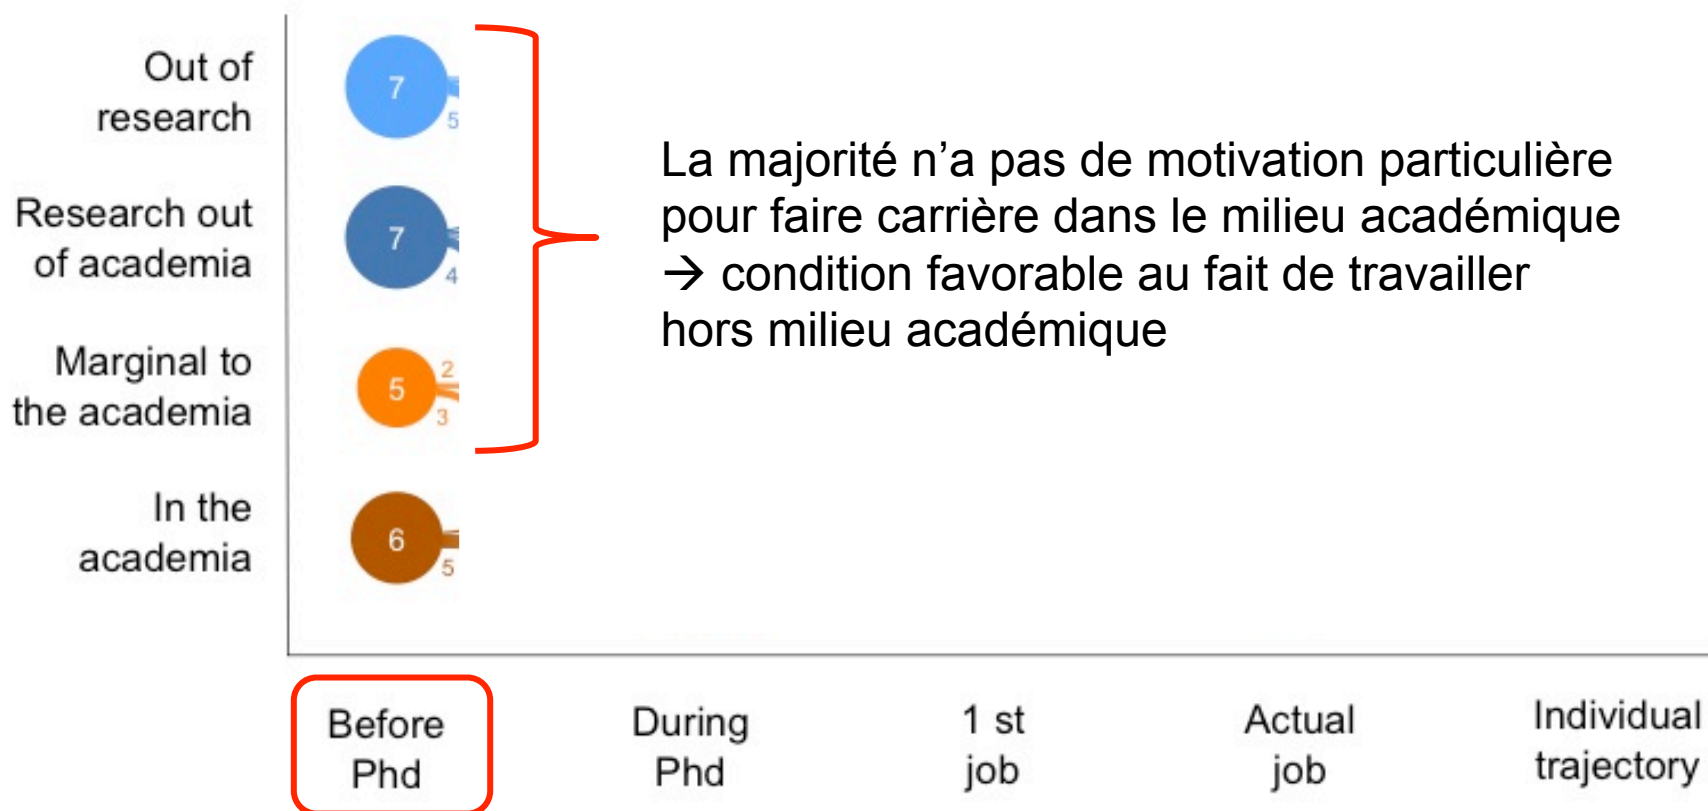 Out of
research
7
5
Research out
of academia
7
4
Marginal to
the academia
5
2
3
In the
academia
6
5
La majorité n’a pas de motivation particulière
pour faire carrière dans le milieu académique
→ condition favorable au fait de travailler
hors milieu académique
Before
Phd
During
Phd
1 st
job
Actual
job
Individual
trajectory